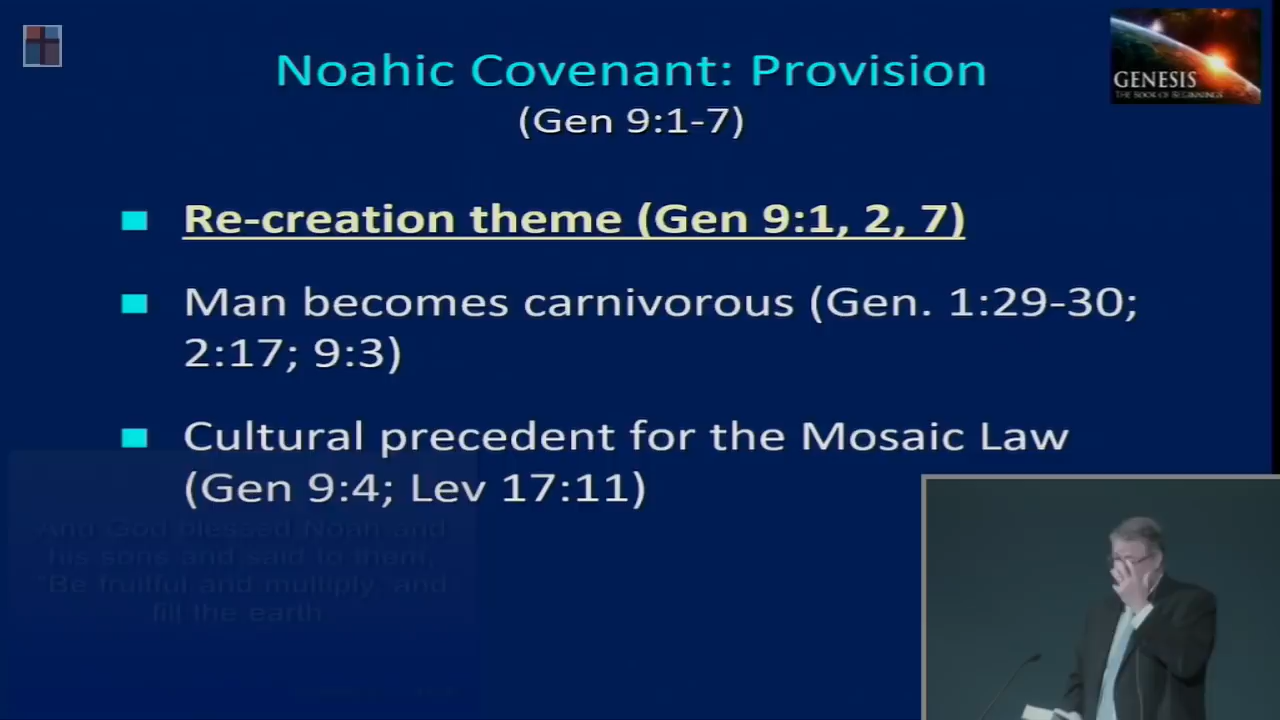 Noahic Covenant: Provision
(Gen 9:1-7)
GENESIS
THE BOOK OF BEGINNINGS
Re-creation theme (Gen 9:1, 2, 7)
Man becomes carnivorous (Gen. 1:29-30;
2:17; 9:3)
Cultural precedent for the Mosaic Law
(Gen 9:4; Lev 17:11)
And God blessed Noah and
his sons and said to them,
"Be fruitful and multiply, and
fill the earth